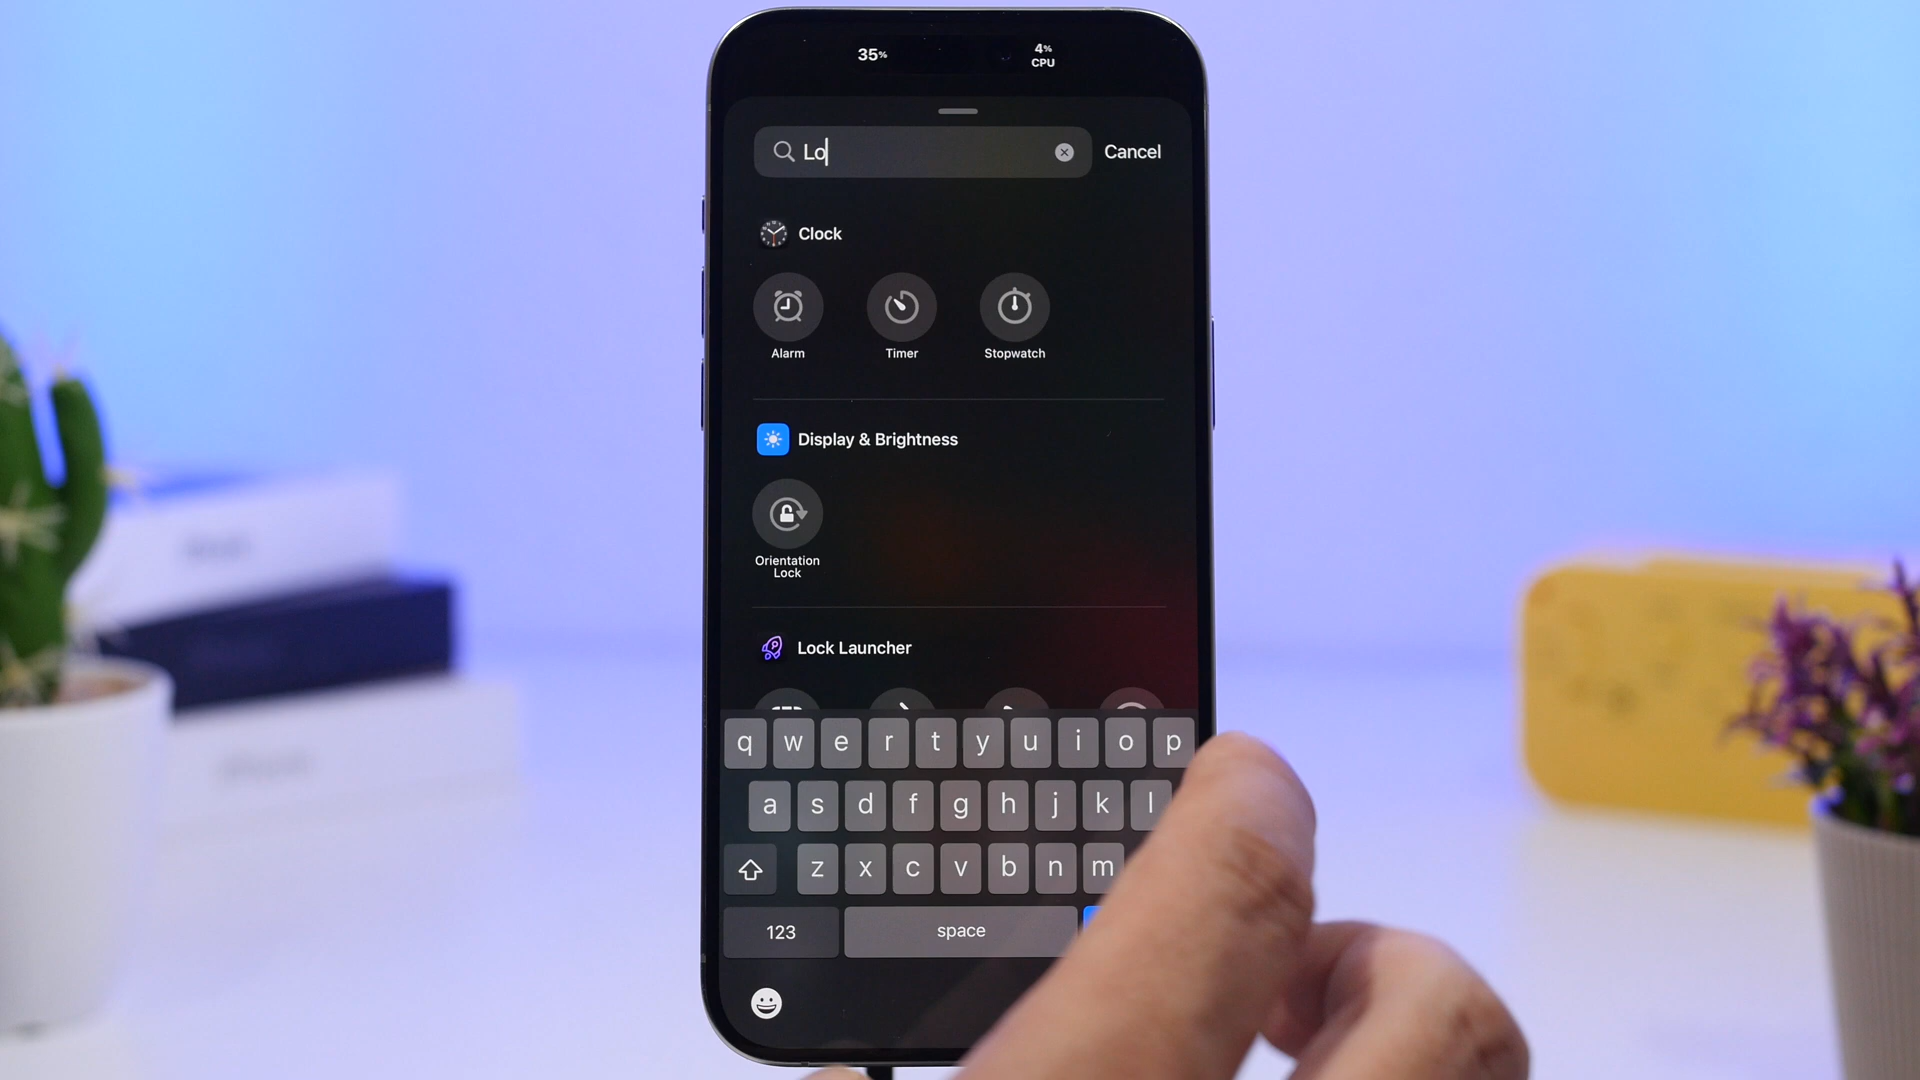 35%
4%
CPU
Lo
Cancel
Clock
Alarm
Timer
Stopwatch
Display & Brightness
Orientation
Lock
Lock Launcher
q w e r t y u i o p
a s d f g h j k l
z x c v b n m
123
space